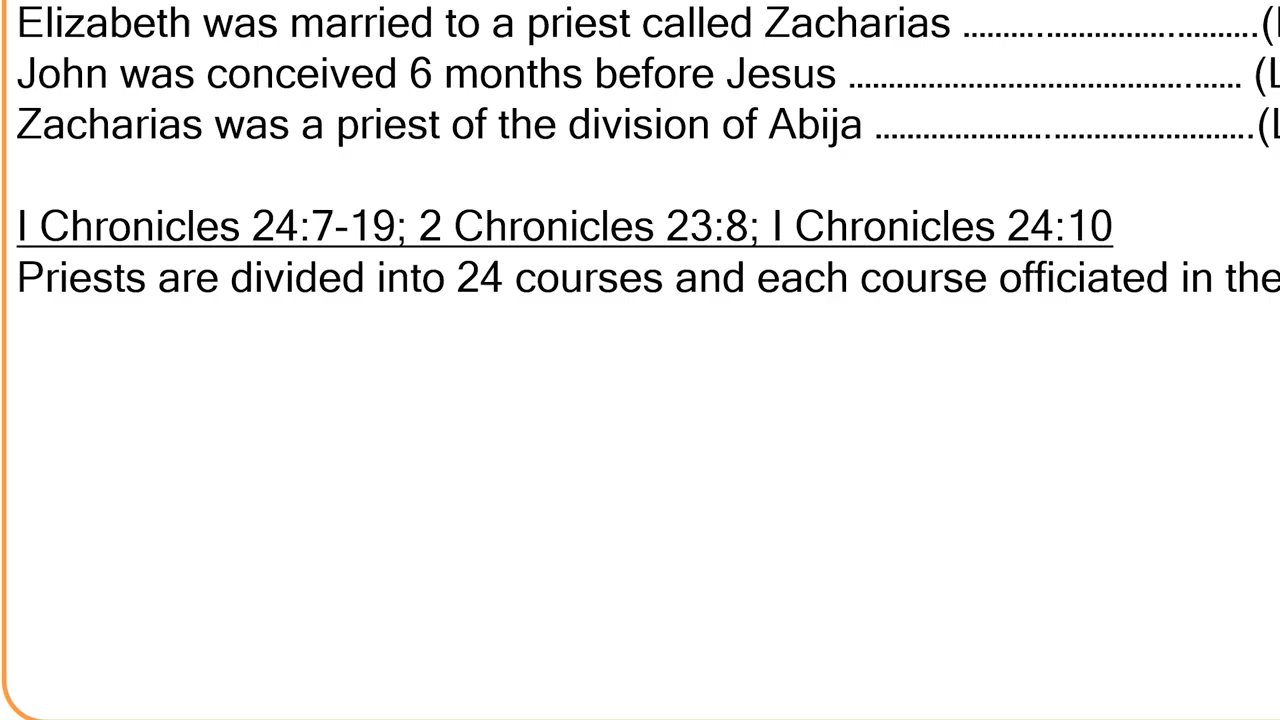 Elizabeth was married to a priest called Zacharias ......................................(
John was conceived 6 months before Jesus .................................................. (L
Zacharias was a priest of the division of Abija ................................................(L
I Chronicles 24:7-19; 2 Chronicles 23:8; I Chronicles 24:10
Priests are divided into 24 courses and each course officiated in the